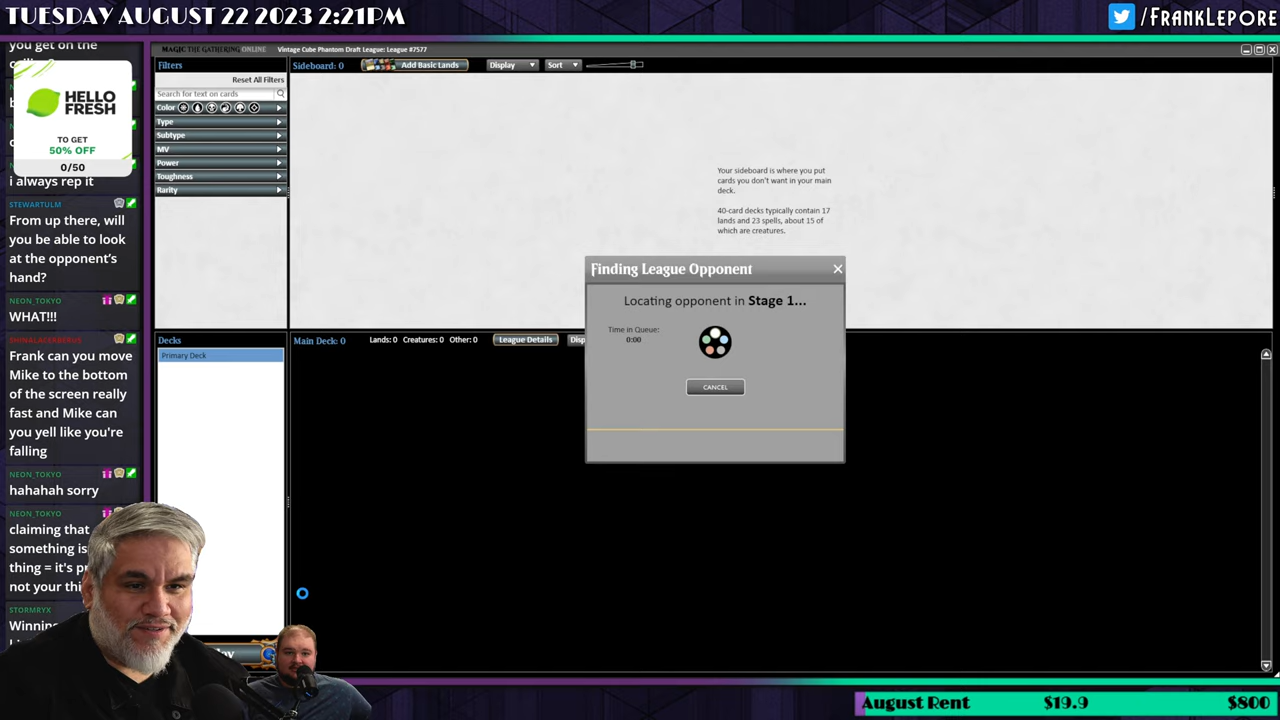 TUESDAY AUGUST 22 2023 2:21PM
/FRANKLEPORE
you get on the
HELLO
FRESH
TO GET
50% OFF
0/50
i always rep it
STEWARTULM
From up there, will
you be able to look
at the opponent's
hand?
NEON_TOKYO
WHAT!!!
Frank can you move
Mike to the bottom
of the screen really
fast and Mike can
you yell like you're
falling
NEON_TOKYO
hahahah sorry
NEON_TOKYO
claiming that
something is
thing = it's
not your
STORMRYX
MAGIC THE GATHERING ONLINE
Vintage Cube Phantom Draft League: League #7577
Filters
Reset All Filters
Search for text on cards
Color
Type
Subtype
MV
Power
Toughness
Rarity
Sideboard: 0
Add Basic Lands
Display
Sort
Your sideboard is where you put
cards you don't want in your main
deck.
40-card decks typically contain 17
lands and 23 spells, about 15 of
which are creatures.
Finding League Opponent
Locating opponent in Stage 1...
Time in Queue:
0:00
CANCEL
Decks
Primary Deck
Main Deck: 0
Lands: 0 Creatures: 0 Other: 0
League Details
August Rent
$19.9
$800